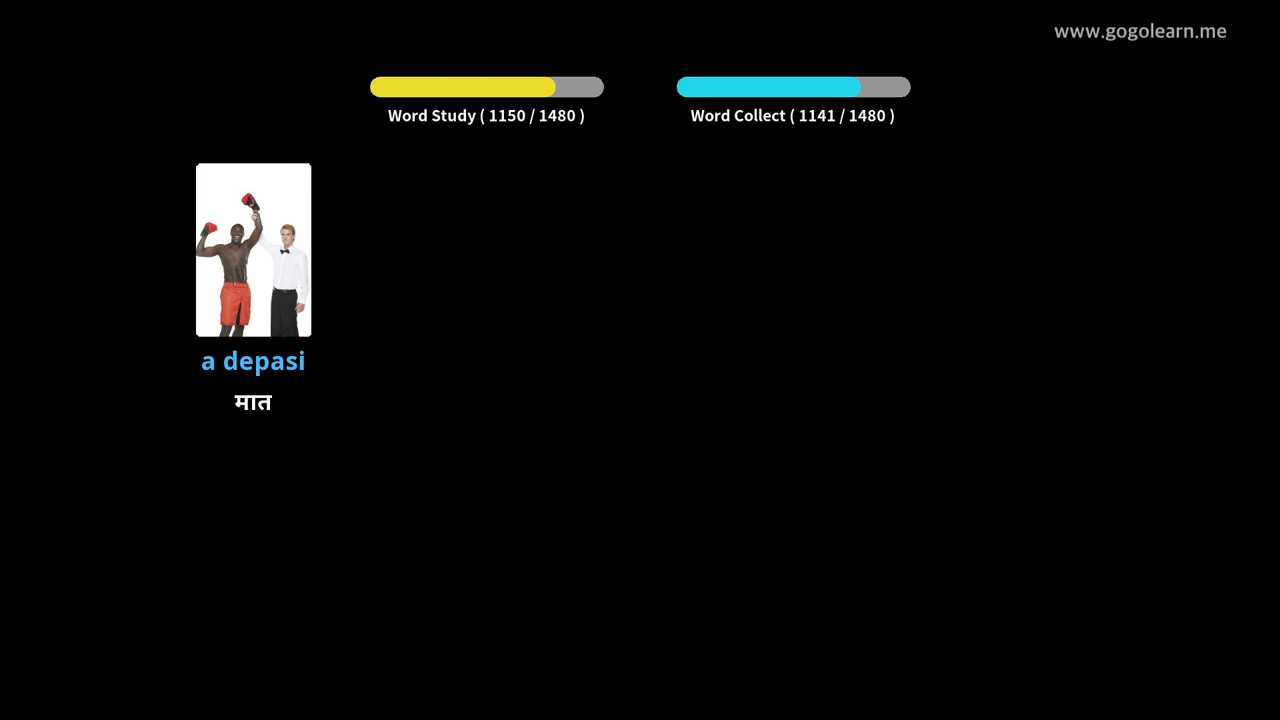 www.gogolearn.me
Word Study ( 1150 / 1480 )
Word Collect ( 1141 / 1480 )
a depasi
मात